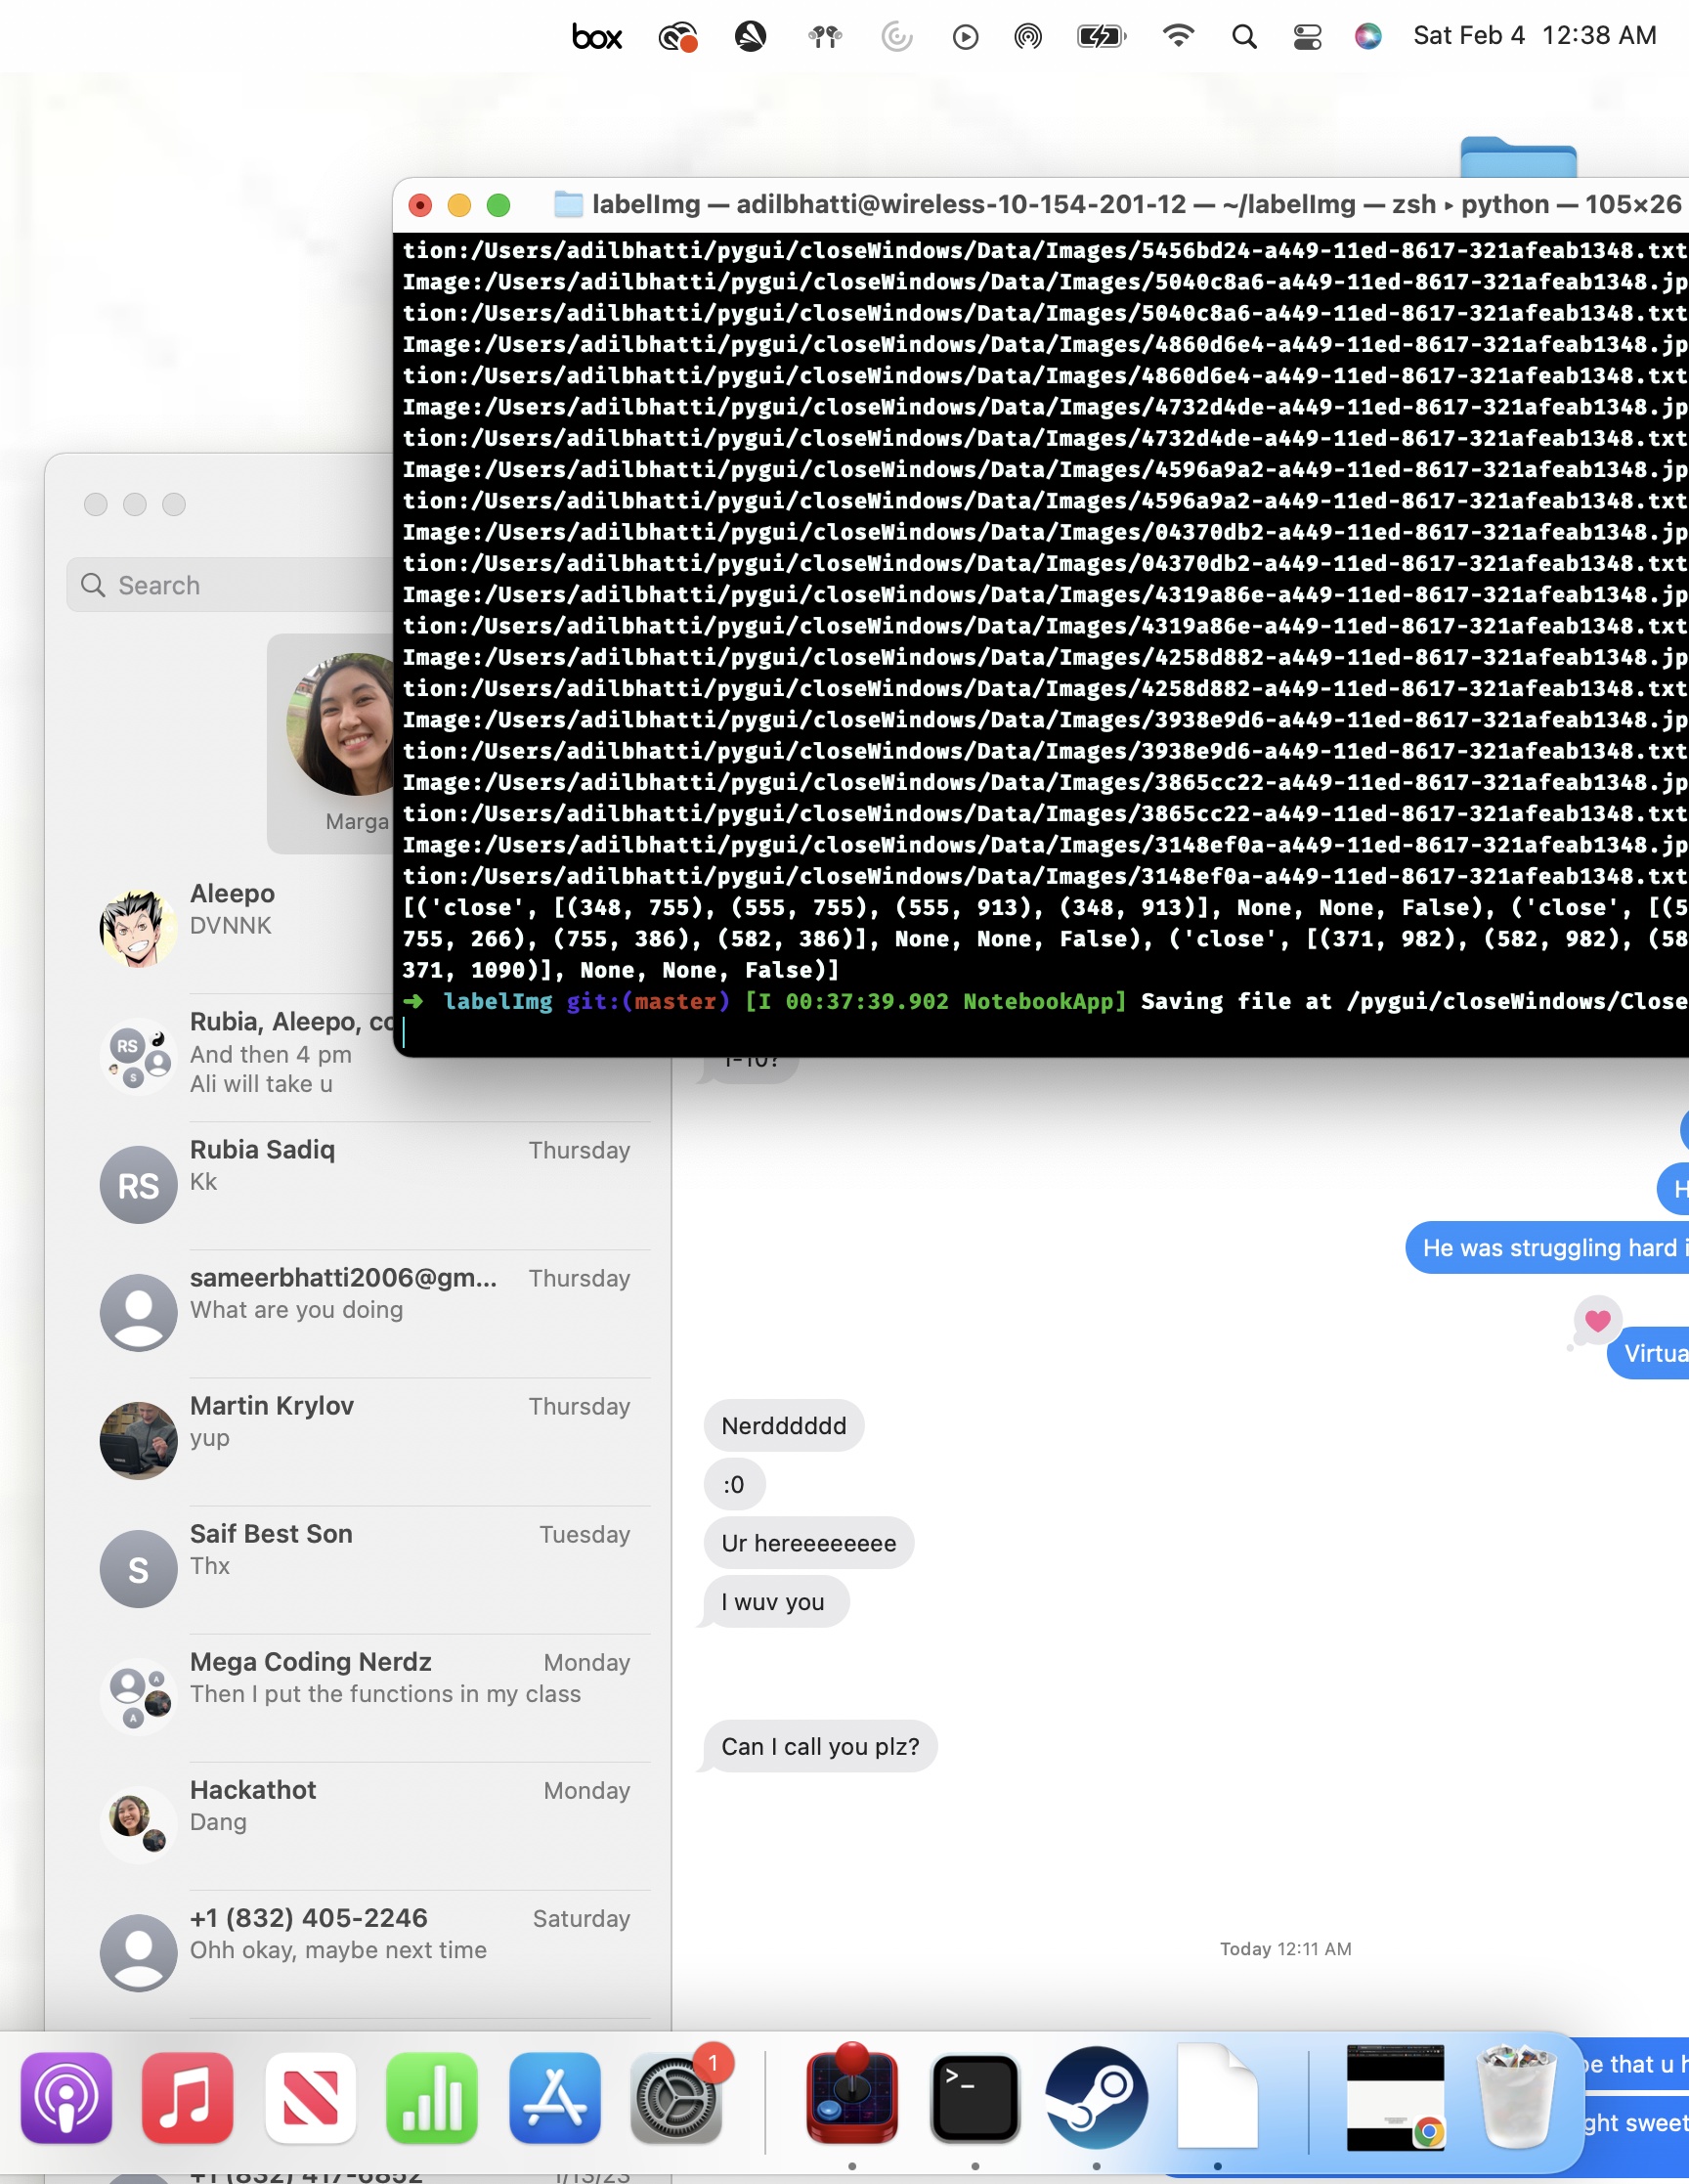 box
Sat Feb 4 12:38 AM
labelImg — adilbhatti@wireless-10-154-201-12 — ~/labelImg — zsh ▸ python — 105×26
tion:/Users/adilbhatti/pygui/closeWindows/Data/Images/5456bd24-a449-11ed-8617-321afeab1348.txt
Image:/Users/adilbhatti/pygui/closeWindows/Data/Images/5040c8a6-a449-11ed-8617-321afeab1348.jp
tion:/Users/adilbhatti/pygui/closeWindows/Data/Images/5040c8a6-a449-11ed-8617-321afeab1348.txt
Image:/Users/adilbhatti/pygui/closeWindows/Data/Images/4860d6e4-a449-11ed-8617-321afeab1348.jp
tion:/Users/adilbhatti/pygui/closeWindows/Data/Images/4860d6e4-a449-11ed-8617-321afeab1348.txt
Image:/Users/adilbhatti/pygui/closeWindows/Data/Images/4732d4de-a449-11ed-8617-321afeab1348.jp
tion:/Users/adilbhatti/pygui/closeWindows/Data/Images/4732d4de-a449-11ed-8617-321afeab1348.txt
Image:/Users/adilbhatti/pygui/closeWindows/Data/Images/4596a9a2-a449-11ed-8617-321afeab1348.jp
tion:/Users/adilbhatti/pygui/closeWindows/Data/Images/4596a9a2-a449-11ed-8617-321afeab1348.txt
Image:/Users/adilbhatti/pygui/closeWindows/Data/Images/04370db2-a449-11ed-8617-321afeab1348.jp
tion:/Users/adilbhatti/pygui/closeWindows/Data/Images/04370db2-a449-11ed-8617-321afeab1348.txt
Image:/Users/adilbhatti/pygui/closeWindows/Data/Images/4319a86e-a449-11ed-8617-321afeab1348.jp
tion:/Users/adilbhatti/pygui/closeWindows/Data/Images/4319a86e-a449-11ed-8617-321afeab1348.txt
Image:/Users/adilbhatti/pygui/closeWindows/Data/Images/4258d882-a449-11ed-8617-321afeab1348.jp
tion:/Users/adilbhatti/pygui/closeWindows/Data/Images/4258d882-a449-11ed-8617-321afeab1348.txt
Image:/Users/adilbhatti/pygui/closeWindows/Data/Images/3938e9d6-a449-11ed-8617-321afeab1348.jp
tion:/Users/adilbhatti/pygui/closeWindows/Data/Images/3938e9d6-a449-11ed-8617-321afeab1348.txt
Image:/Users/adilbhatti/pygui/closeWindows/Data/Images/3865cc22-a449-11ed-8617-321afeab1348.jp
tion:/Users/adilbhatti/pygui/closeWindows/Data/Images/3865cc22-a449-11ed-8617-321afeab1348.txt
Image:/Users/adilbhatti/pygui/closeWindows/Data/Images/3148ef0a-a449-11ed-8617-321afeab1348.jp
tion:/Users/adilbhatti/pygui/closeWindows/Data/Images/3148ef0a-a449-11ed-8617-321afeab1348.txt
[('close', [(348, 755), (555, 755), (555, 913), (348, 913)], None, None, False), ('close', [(5
755, 266), (755, 386), (582, 386)], None, None, False), ('close', [(371, 982), (582, 982), (58
371, 1090)], None, None, False)]
➜ labelImg git:(master) [I 00:37:39.902 NotebookApp] Saving file at /pygui/closeWindows/Close
Search
Marga
Aleepo
DVNNK
Rubia, Aleepo, co
And then 4 pm
Ali will take u
RS
S
Rubia Sadiq Thursday
Kk
RS
sameerbhatti2006@gm... Thursday
What are you doing
Martin Krylov Thursday
yup
Saif Best Son Tuesday
Thx
S
Mega Coding Nerdz Monday
Then I put the functions in my class
A
A
Hackathot Monday
Dang
+1 (832) 405-2246 Saturday
Ohh okay, maybe next time
+1 (832) 417-6852 1/13/23
1-10?
H
He was struggling hard i
Virtua
Nerdddddd
:0
Ur hereeeeeeee
I wuv you
Can I call you plz?
Today 12:11 AM
pe that u h
ght sweet
1
>_